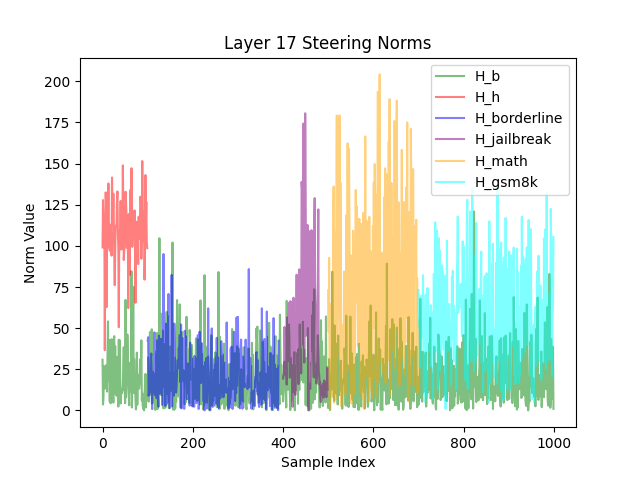 Layer 17 Steering Norms
H_b
H_h
H_borderline
H_jailbreak
H_math
H_gsm8k
Norm Value
200
175
150
125
100
75
50
25
0
0
200
400
600
800
1000
Sample Index